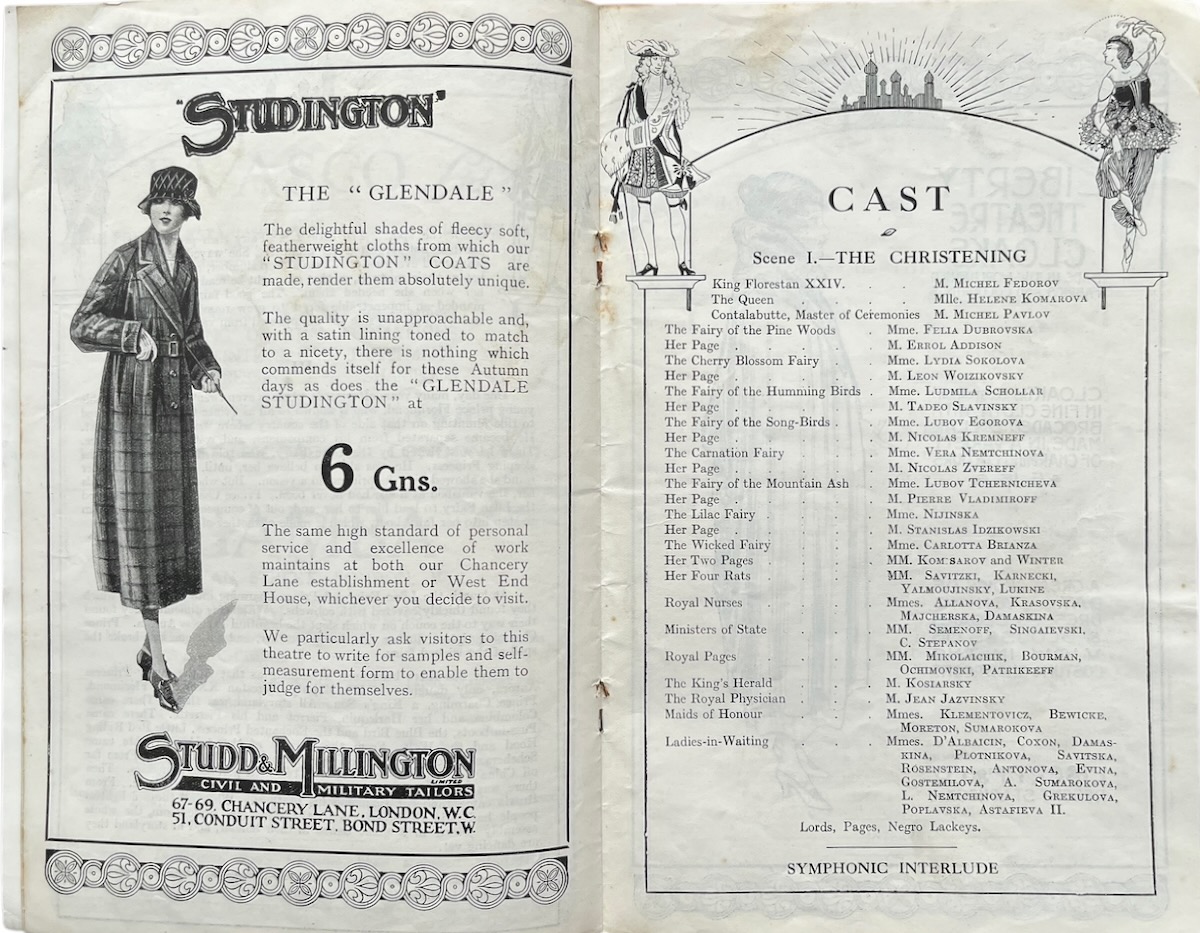 "STUDINGTON"
THE "GLENDALE"
The delightful shades of fleecy soft,
featherweight cloths from which our
"STUDINGTON" COATS are
made, render them absolutely unique.
The quality is unapproachable and,
with a satin lining toned to match
to a nicety, there is nothing which
commends itself for these Autumn
days as does the "GLENDALE
STUDINGTON" at
6 Gns.
The same high standard of personal
service and excellence of work
maintains at both our Chancery
Lane establishment or West End
House, whichever you decide to visit.
We particularly ask visitors to this
theatre to write for samples and self-
measurement form to enable them to
judge for themselves.
STUDD & MILLINGTON
LIMITED
CIVIL AND MILITARY TAILORS
67-69, CHANCERY LANE, LONDON, W.C.
51, CONDUIT STREET, BOND STREET, W.
CAST
Scene I.—THE CHRISTENING
King Florestan XXIV. . . M. MICHEL FEDOROV
The Queen . . . . Mlle. HELENE KOMAROVA
Contalabutte, Master of Ceremonies M. MICHEL PAVLOV
The Fairy of the Pine Woods . Mme. FELIA DUBROVSKA
Her Page . . . . . M. ERROL ADDISON
The Cherry Blossom Fairy . . Mme. LYDIA SOKOLOVA
Her Page . . . . . M. LEON WOIZIKOVSKY
The Fairy of the Humming Birds . Mme. LUDMILA SCHOLLAR
Her Page . . . . . M. TADEO SLAVINSKY
The Fairy of the Song-Birds . . Mme. LUBOV EGOROVA
Her Page . . . . . M. NICOLAS KREMNEFF
The Carnation Fairy . . . Mme. VERA NEMTCHINOVA
Her Page . . . . . M. NICOLAS ZVEREFF
The Fairy of the Mountain Ash . Mme. LUBOV TCHERNICHEVA
Her Page . . . . . M. PIERRE VLADIMIROFF
The Lilac Fairy . . . . Mme. NIJINSKA
Her Page . . . . . M. STANISLAS IDZIKOWSKI
The Wicked Fairy . . . Mme. CARLOTTA BRIANZA
Her Two Pages . . . . MM. KOMISSAROV and WINTER
Her Four Rats . . . . MM. SAVITZKI, KARNECKI,
YALMOUJINSKY, LUKINE
Royal Nurses . . . . Mmes. ALLANOVA, KRASOVSKA,
MAJCHERSKA, DAMASKINA
Ministers of State . . . MM. SEMENOFF, SINGAIEVSKI,
C. STEPANOV
Royal Pages . . . . MM. MIKOLAICHIK, BOURMAN,
OCHIMOVSKI, PATRIKEEFF
The King's Herald . . . M. KOSIARSKY
The Royal Physician . . . M. JEAN JAZVINSKY
Maids of Honour . . . Mmes. KLEMENTOVICZ, BEWICKE,
MORETON, SUMAROKOVA
Ladies-in-Waiting . . . Mmes. D'ALBAICIN, COXON, DAMAS-
KINA, PLOTNIKOVA, SAVITSKA,
ROSENSTEIN, ANTONOVA, EVINA,
GOSTEMILOVA, A. SUMAROKOVA,
L. NEMTCHINOVA, GREKULOVA,
POPLAVSKA, ASTAFIEVA II.
Lords, Pages, Negro Lackeys.
SYMPHONIC INTERLUDE